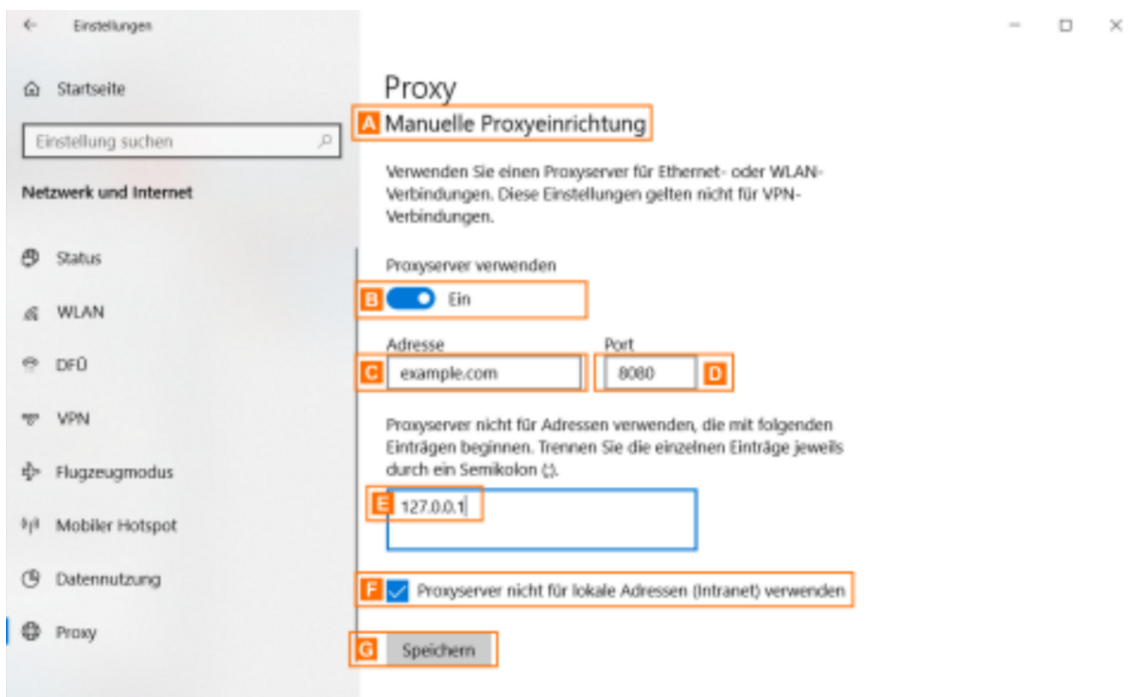 Einstellungen
Startseite
Einstellung suchen
Netzwerk und Internet
Status
WLAN
DFÜ
VPN
Flugzeugmodus
Mobiler Hotspot
Datennutzung
Proxy
Proxy
A Manuelle Proxyeinrichtung
Verwenden Sie einen Proxyserver für Ethernet- oder WLAN-
Verbindungen. Diese Einstellungen gelten nicht für VPN-
Verbindungen.
Proxyserver verwenden
B Ein
Adresse Port
C example.com 8080 D
Proxyserver nicht für Adressen verwenden, die mit folgenden
Einträgen beginnen. Trennen Sie die einzelnen Einträge jeweils
durch ein Semikolon (;).
E 127.0.0.1
F Proxyserver nicht für lokale Adressen (Intranet) verwenden
G Speichern